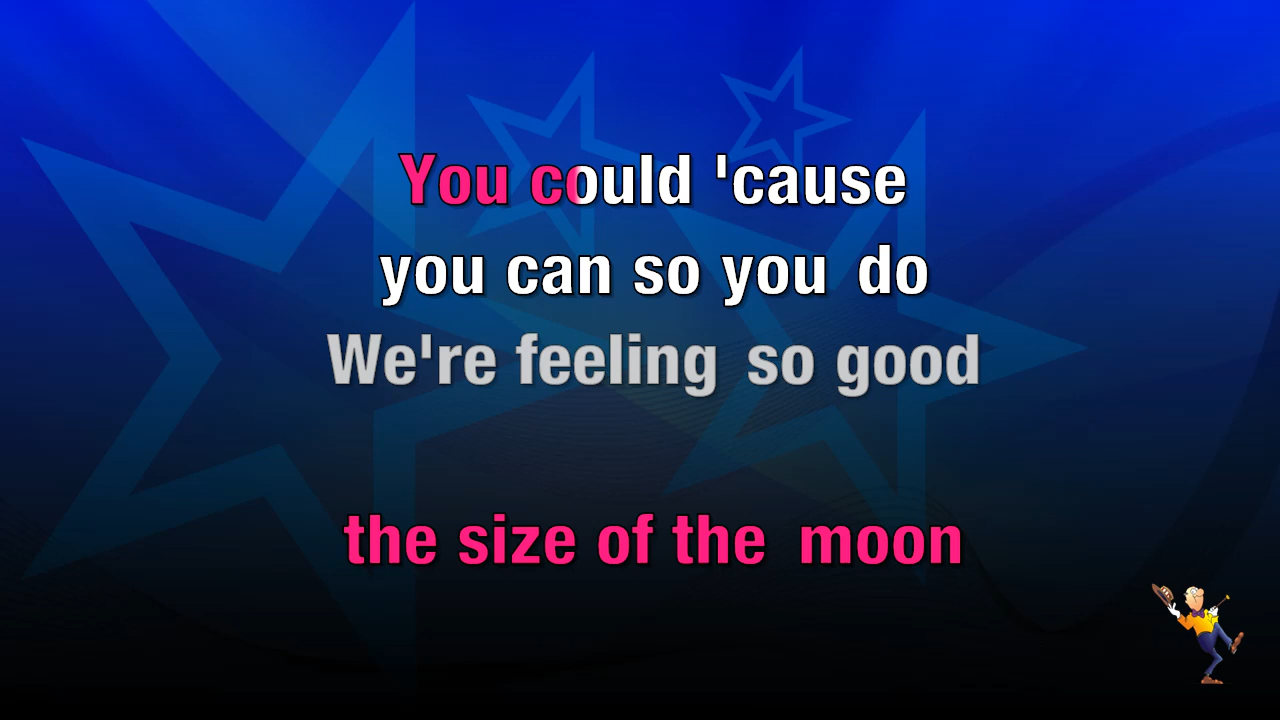 You could 'cause
you can so you do
We're feeling so good
the size of the moon